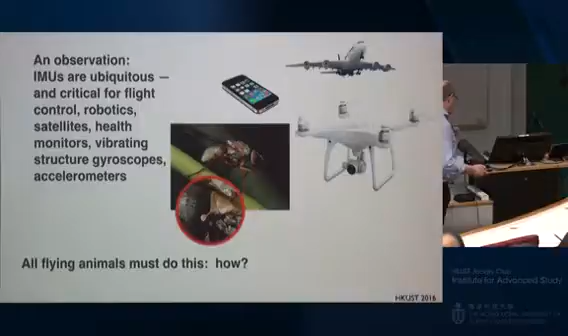 An observation:
IMUs are ubiquitous —
and critical for flight
control, robotics,
satellites, health
monitors, vibrating
structure gyroscopes,
accelerometers
All flying animals must do this: how?
HKUST 2016
HKUST Jockey Club
Institute for Advanced Study